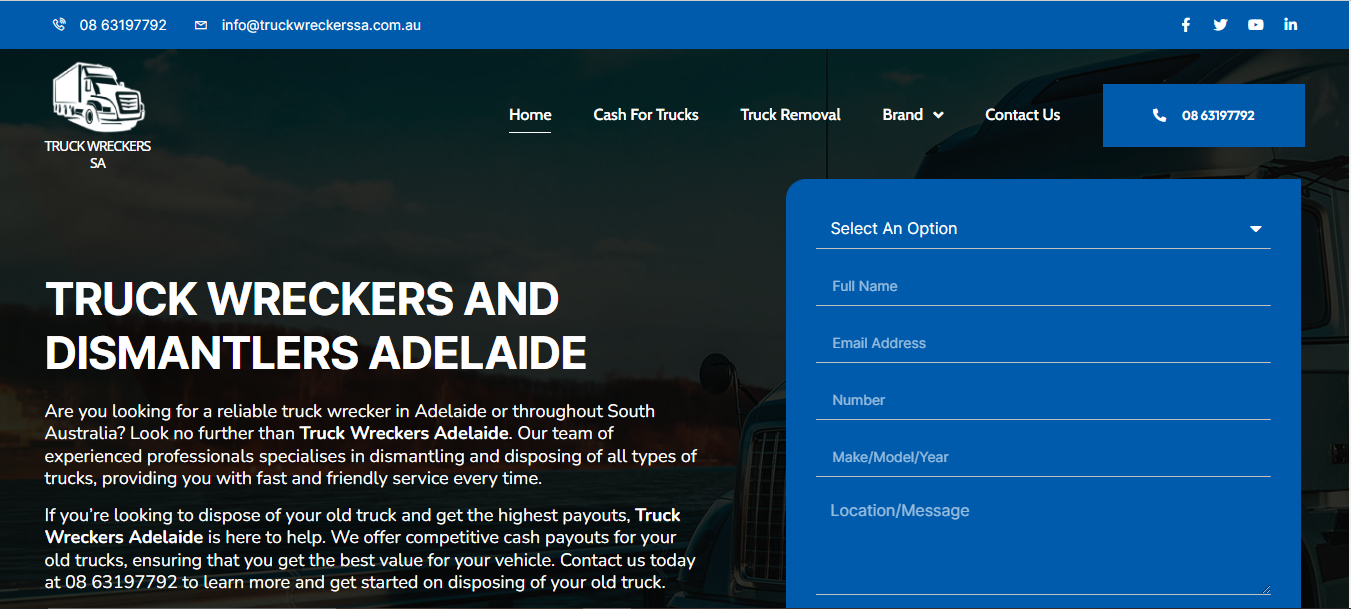 08 63197792
info@truckwreckerssa.com.au
TRUCK WRECKERS
SA
Home
Cash For Trucks
Truck Removal
Brand
Contact Us
08 63197792
TRUCK WRECKERS AND
DISMANTLERS ADELAIDE
Are you looking for a reliable truck wrecker in Adelaide or throughout South
Australia? Look no further than Truck Wreckers Adelaide. Our team of
experienced professionals specialises in dismantling and disposing of all types of
trucks, providing you with fast and friendly service every time.
If you’re looking to dispose of your old truck and get the highest payouts, Truck
Wreckers Adelaide is here to help. We offer competitive cash payouts for your
old trucks, ensuring that you get the best value for your vehicle. Contact us today
at 08 63197792 to learn more and get started on disposing of your old truck.
Select An Option
Full Name
Email Address
Number
Make/Model/Year
Location/Message